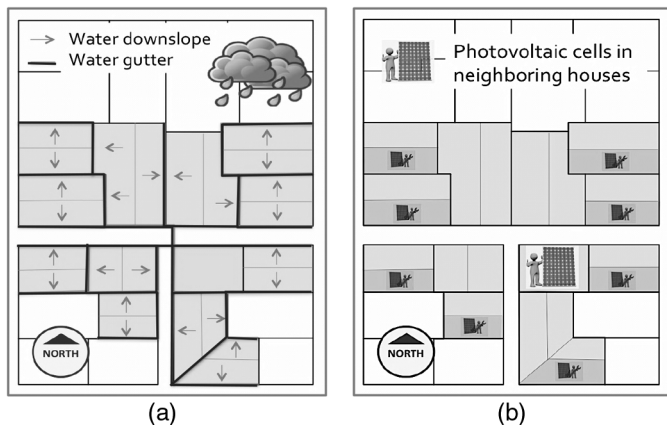 Water downslope
Water gutter
NORTH
(a)
Photovoltaic cells in
neighboring houses
NORTH
(b)